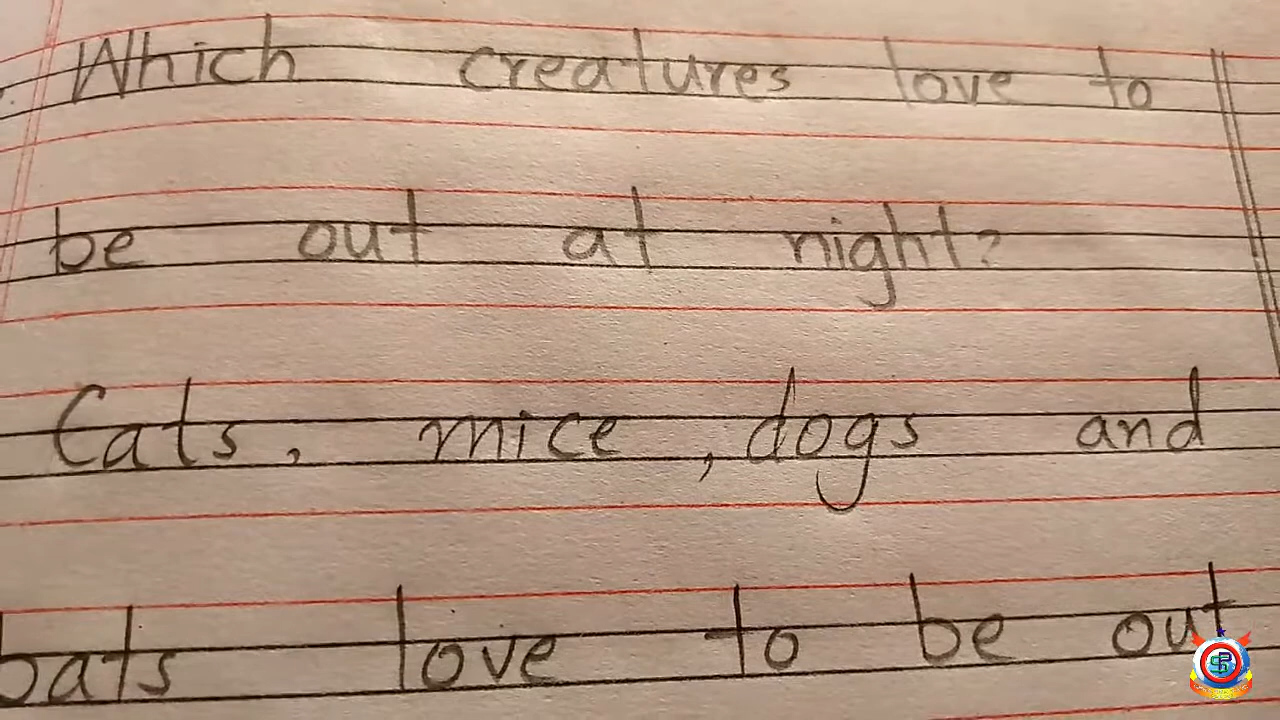 Which creatures love to
be out at night?
Cats, mice, dogs and
bats love to be out